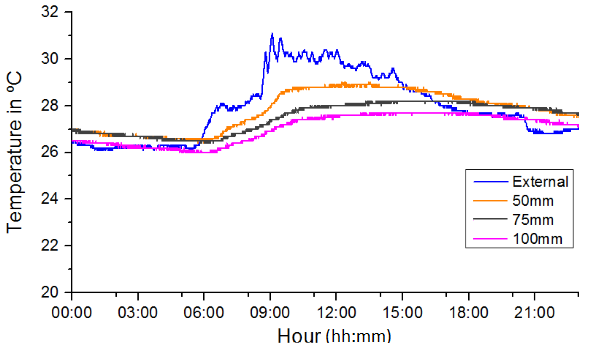 Temperature in ºC
32
30
28
26
24
22
20
00:00 03:00 06:00 09:00 12:00 15:00 18:00 21:00
Hour (hh:mm)
External
50mm
75mm
100mm